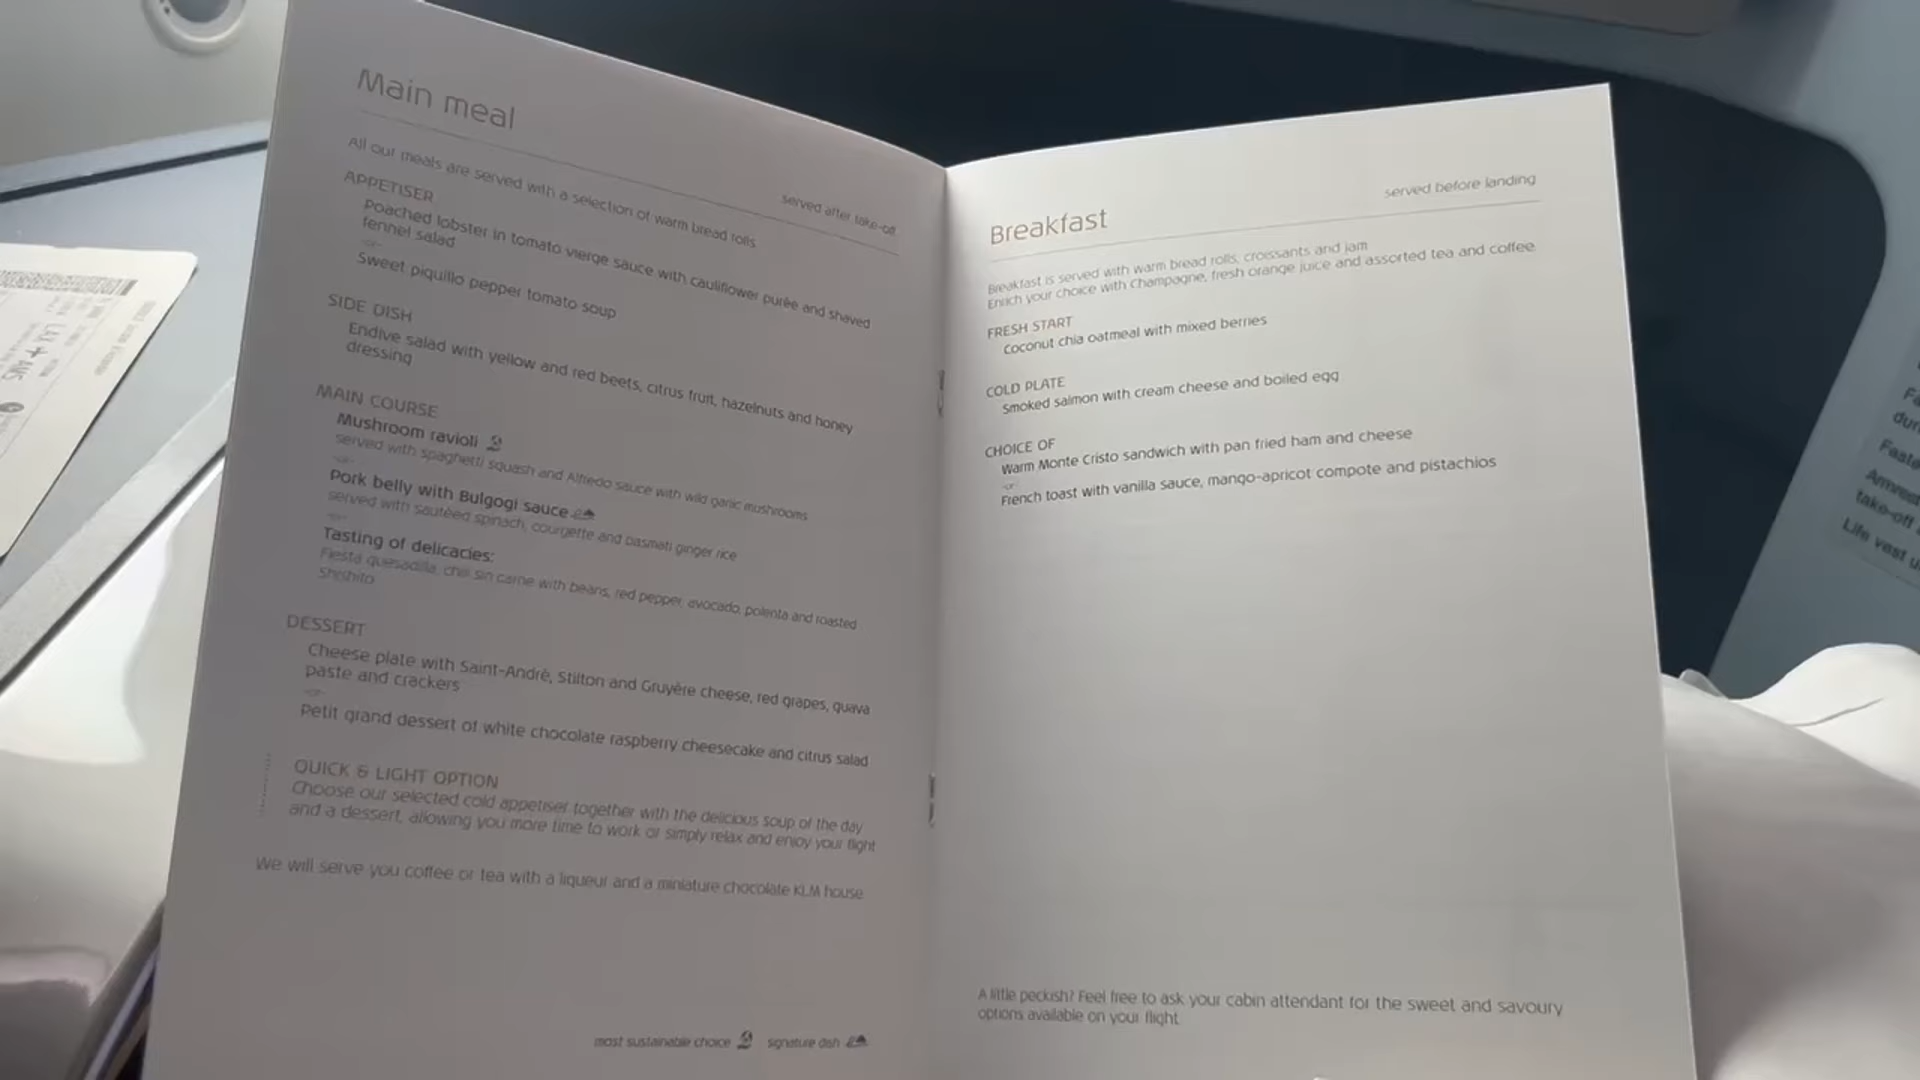 Main meal
served after take-off
All our meals are served with a selection of warm bread rolls
APPETISER
Poached lobster in tomato vierge sauce with cauliflower purée and shaved
fennel salad
-or-
Sweet piquillo pepper tomato soup
SIDE DISH
Endive salad with yellow and red beets, citrus fruit, hazelnuts and honey
dressing
MAIN COURSE
Mushroom ravioli
served with spaghetti squash and Alfredo sauce with wild garlic mushrooms
-or-
Pork belly with Bulgogi sauce
served with sautéed spinach, courgette and basmati ginger rice
-or-
Tasting of delicacies:
Fiesta quesadilla, chili sin carne with beans, red pepper, avocado, polenta and roasted
Shishito
DESSERT
Cheese plate with Saint-André, Stilton and Gruyère cheese, red grapes, guava
paste and crackers
-or-
Petit grand dessert of white chocolate raspberry cheesecake and citrus salad
QUICK & LIGHT OPTION
Choose our selected cold appetiser together with the delicious soup of the day
and a dessert, allowing you more time to work or simply relax and enjoy your flight
We will serve you coffee or tea with a liqueur and a miniature chocolate KLM house
most sustainable choice signature dish
Breakfast
served before landing
Breakfast is served with warm bread rolls, croissants and jam
Enrich your choice with Champagne, fresh orange juice and assorted tea and coffee
FRESH START
Coconut chia oatmeal with mixed berries
COLD PLATE
Smoked salmon with cream cheese and boiled egg
CHOICE OF
Warm Monte Cristo sandwich with pan fried ham and cheese
-or-
French toast with vanilla sauce, mango-apricot compote and pistachios
A little peckish? Feel free to ask your cabin attendant for the sweet and savoury
options available on your flight
LAX AMS
take-off
Life vest